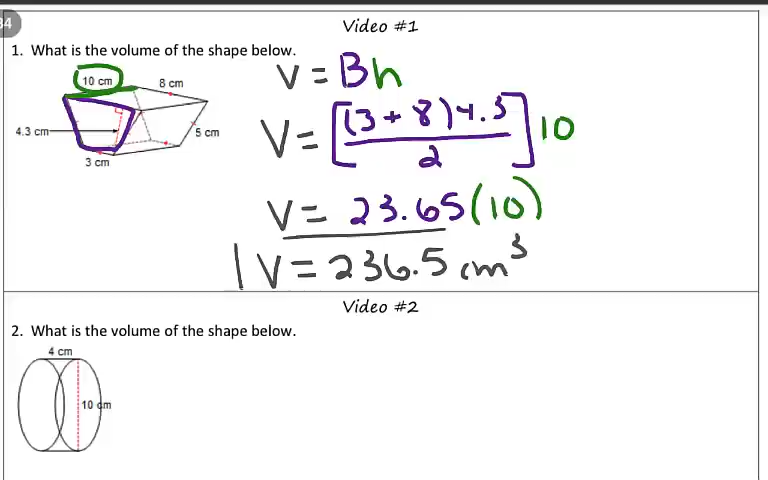 34
Video #1
1. What is the volume of the shape below.
10 cm
8 cm
4.3 cm
5 cm
3 cm
V = Bh
V = [(3 + 8)4.3 / 2] 10
V = 23.65 (10)
V = 236.5 cm³
Video #2
2. What is the volume of the shape below.
4 cm
10 cm